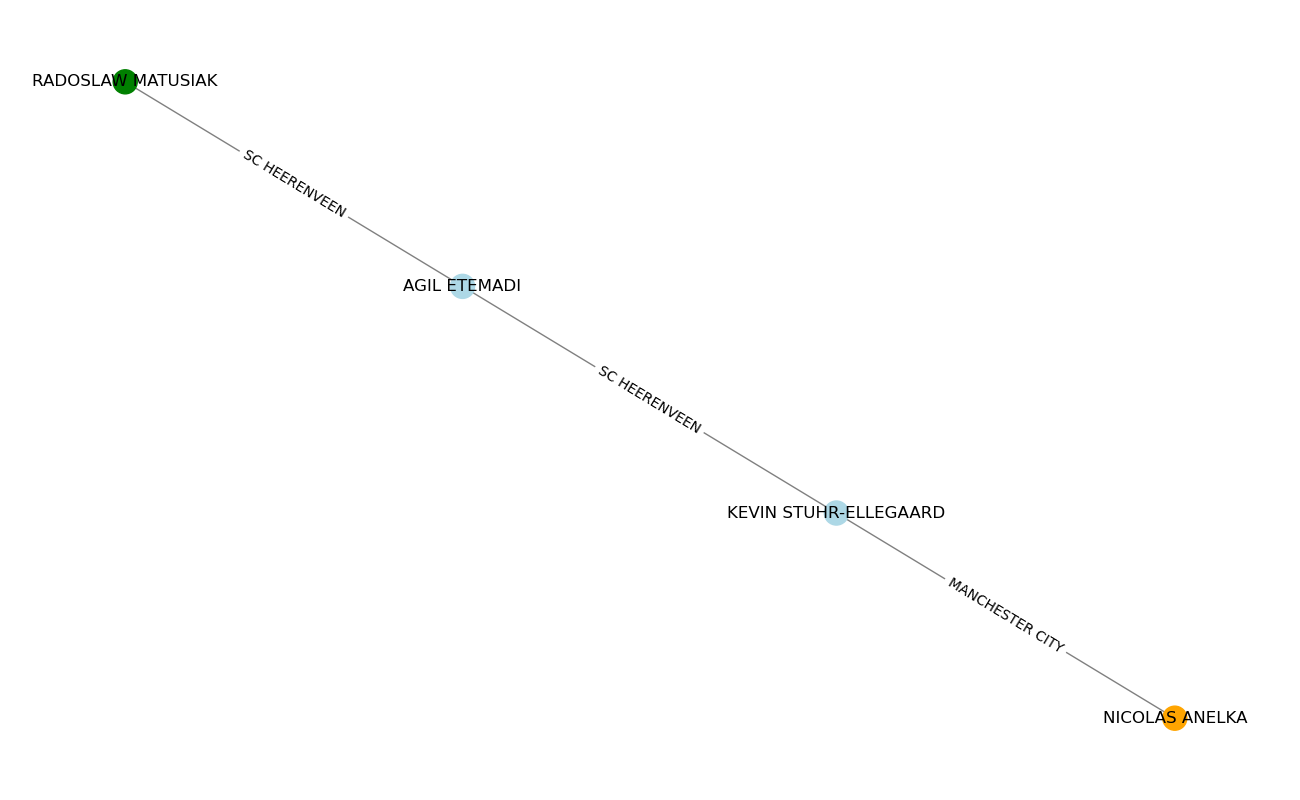 RADOSLAW MATUSIAK
SC HEERENVEEN
AGIL ETEMADI
SC HEERENVEEN
KEVIN STUHR-ELLEGAARD
MANCHESTER CITY
NICOLAS ANELKA